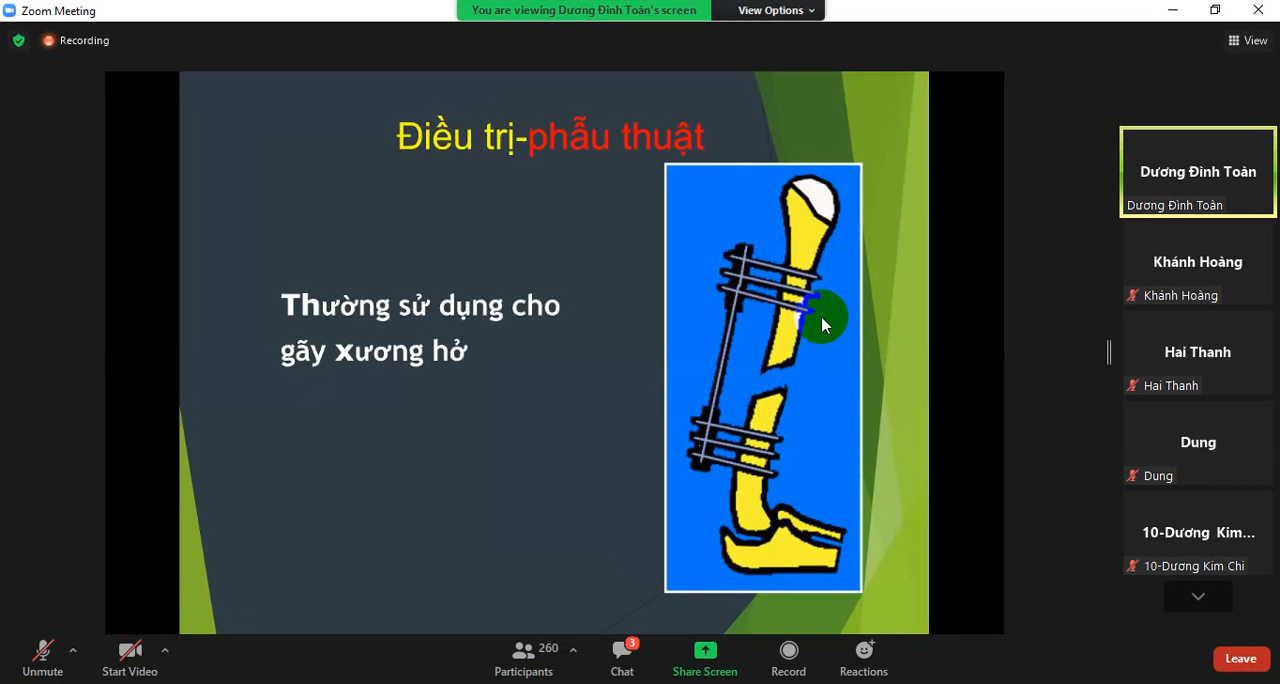 Zoom Meeting
You are viewing Dương Đình Toàn's screen
View Options
Recording
View
Điều trị-phẫu thuật
Thường sử dụng cho
gãy xương hở
Dương Đình Toàn
Dương Đình Toàn
Khánh Hoàng
Khánh Hoàng
Hai Thanh
Hai Thanh
Dung
Dung
10-Dương Kim...
10-Dương Kim Chi
Unmute
Start Video
260
Participants
3
Chat
Share Screen
Record
Reactions
Leave